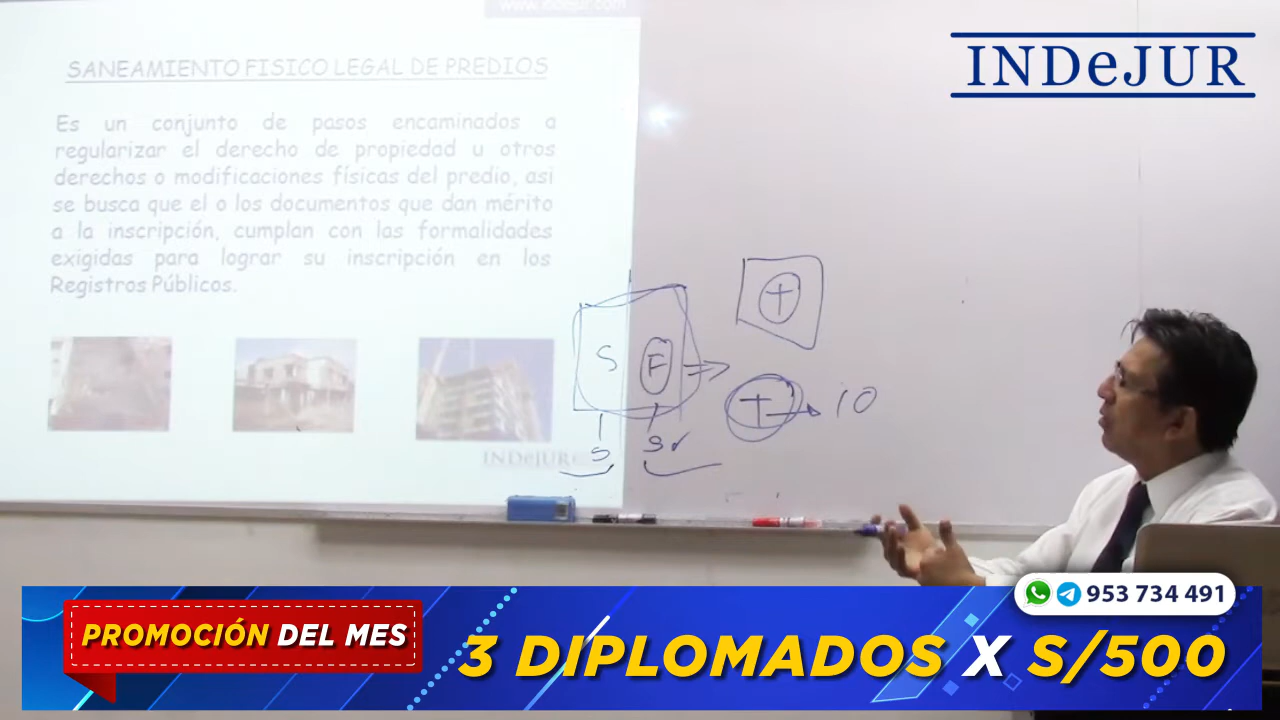 www.indejur.com
INDeJUR
SANEAMIENTO FISICO LEGAL DE PREDIOS
Es un conjunto de pasos encaminados a
regularizar el derecho de propiedad u otros
derechos o modificaciones físicas del predio, asi
se busca que el o los documentos que dan mérito
a la inscripción, cumplan con las formalidades
exigidas para lograr su inscripción en los
Registros Públicos.
S F
T
T 10
S
INDeJUR
953 734 491
PROMOCIÓN DEL MES
3 DIPLOMADOS X S/500